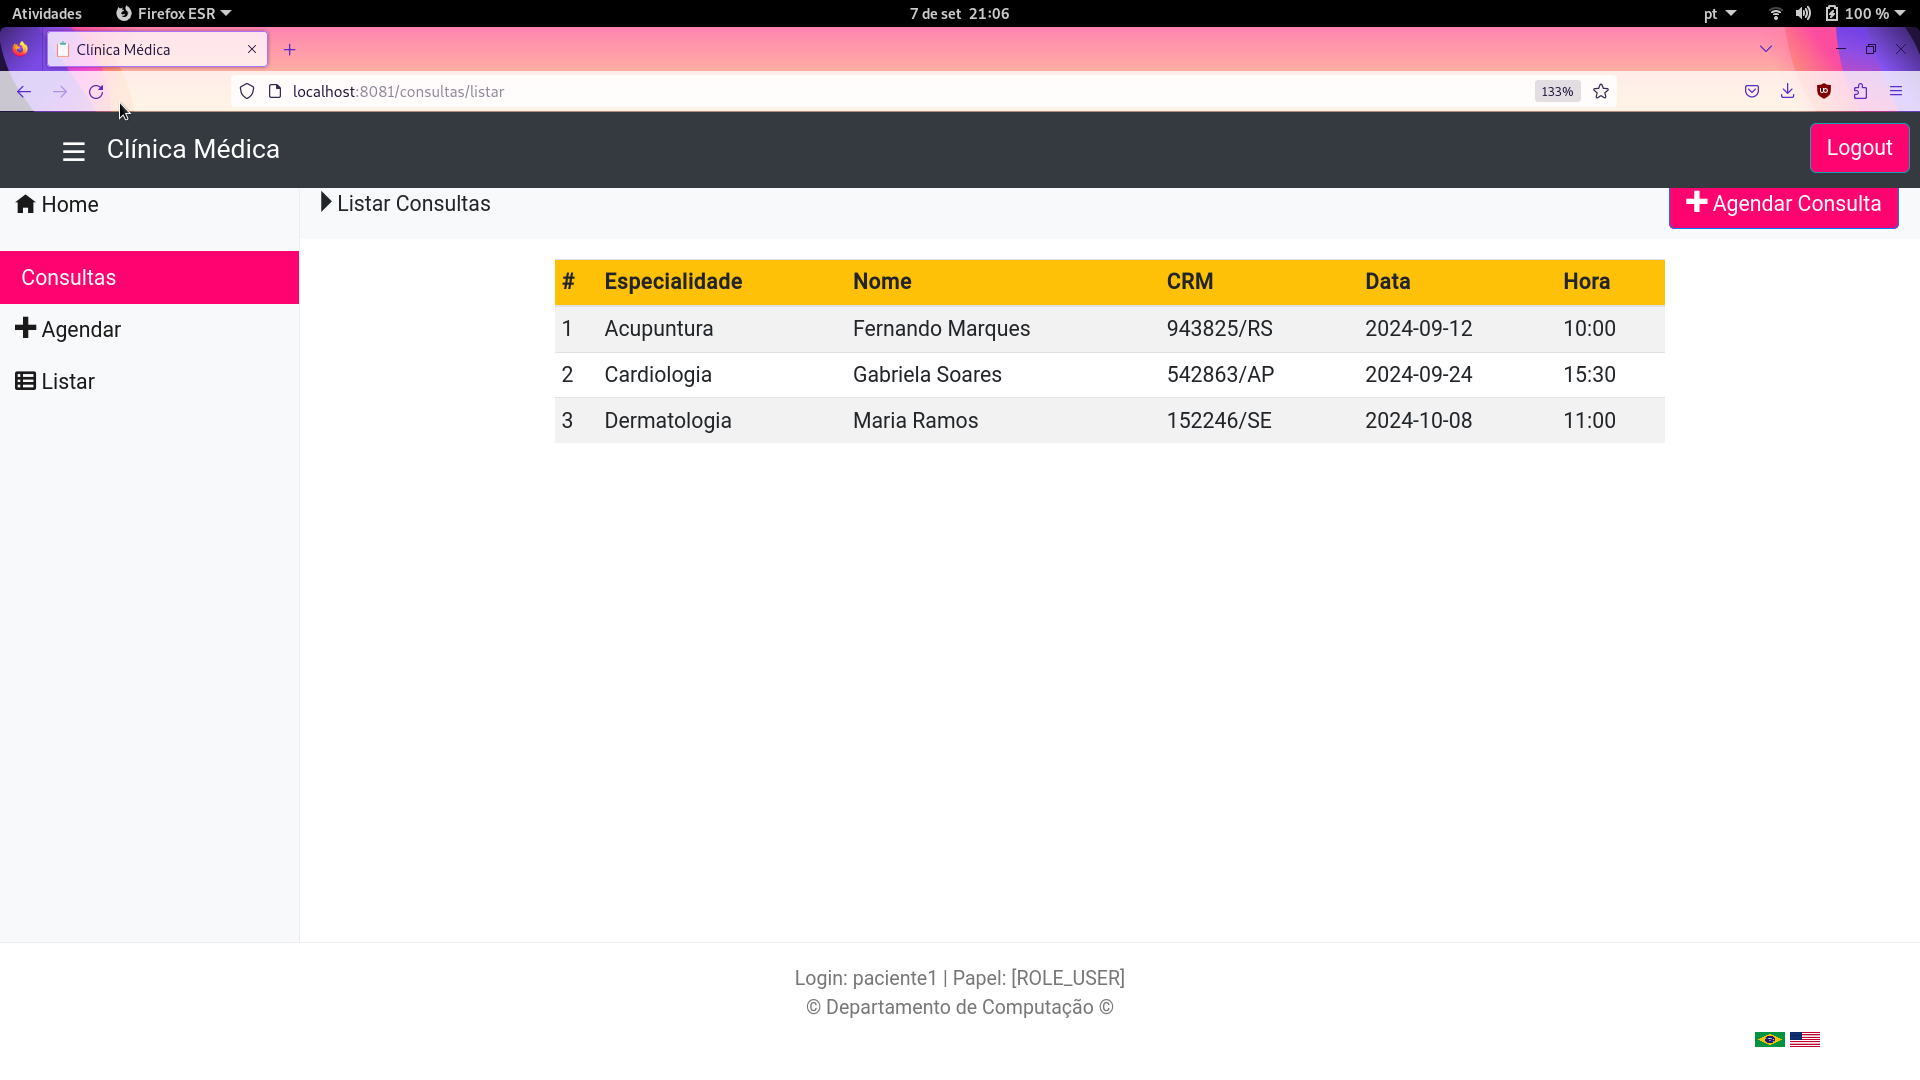 Atividades Firefox ESR 7 de set 21:06 pt 100 %
Clínica Médica
localhost:8081/consultas/listar 133%
Clínica Médica Logout
Home Listar Consultas Agendar Consulta
Consultas
Agendar
Listar
# Especialidade Nome CRM Data Hora
1 Acupuntura Fernando Marques 943825/RS 2024-09-12 10:00
2 Cardiologia Gabriela Soares 542863/AP 2024-09-24 15:30
3 Dermatologia Maria Ramos 152246/SE 2024-10-08 11:00
Login: paciente1 | Papel: [ROLE_USER]
© Departamento de Computação ©